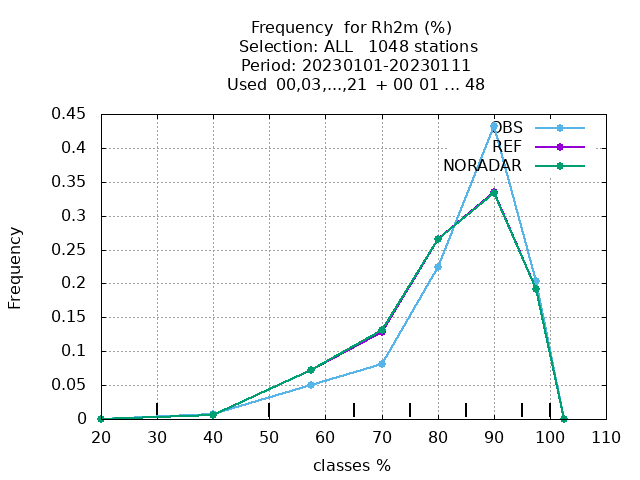 Frequency  for Rh2m (%)
Selection: ALL   1048 stations
Period: 20230101-20230111
Used  00,03,...,21  + 00 01 ... 48
0.45
0.4
0.35
0.3
0.25
0.2
0.15
0.1
0.05
0
Frequency
OBS
REF
NORADAR
20 30 40 50 60 70 80 90 100 110
classes %